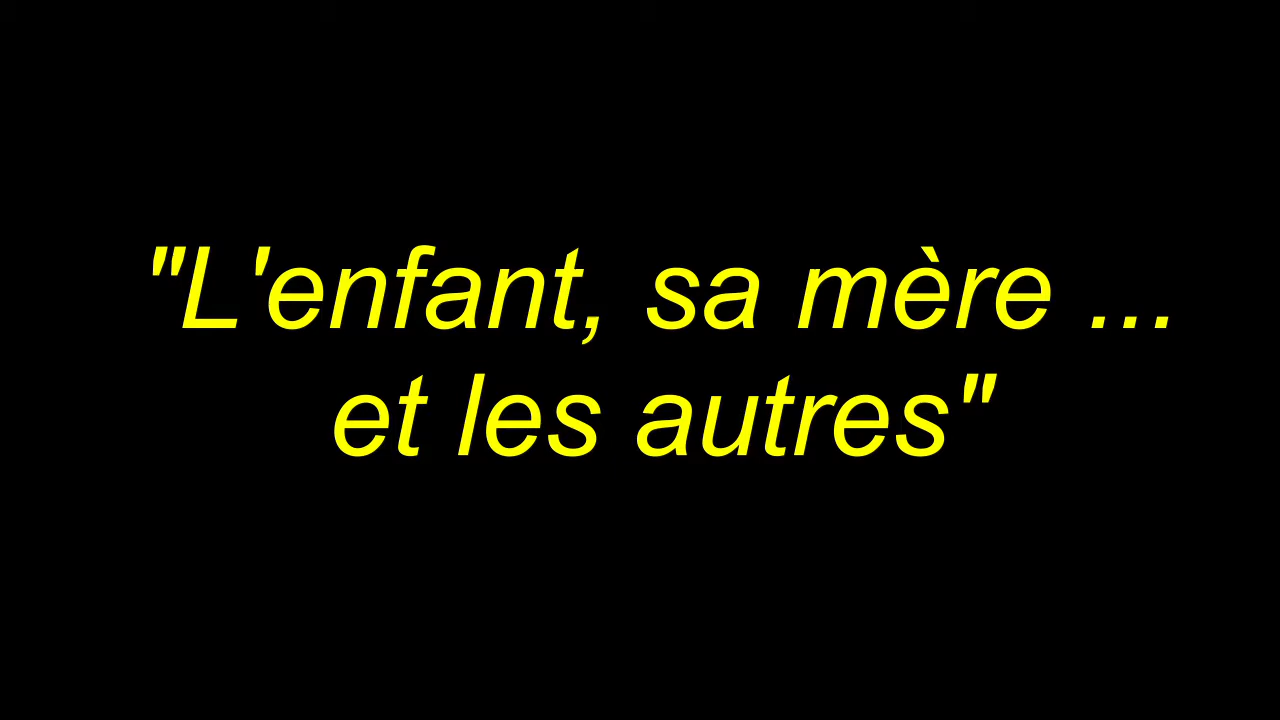 "L'enfant, sa mère ...
et les autres"